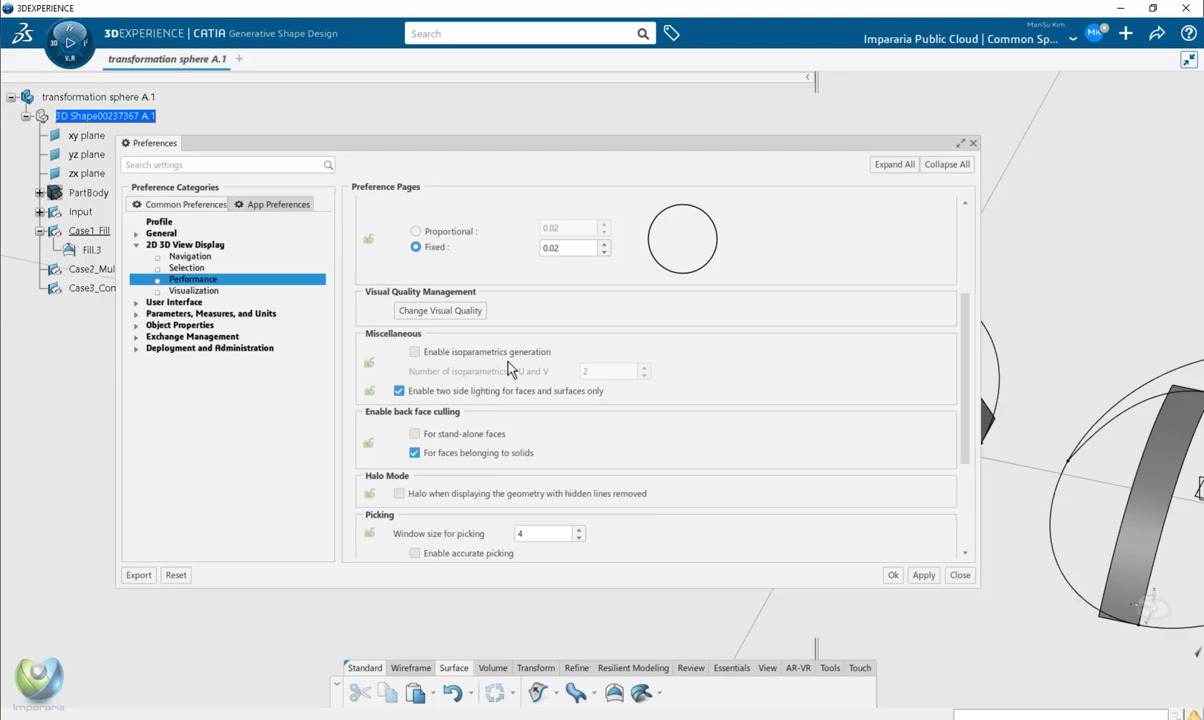 3DEXPERIENCE
3DEXPERIENCE | CATIA Generative Shape Design
Search
ManSu Kim
Impararia Public Cloud | Common Sp...
MK
4
3D
V.R
transformation sphere A.1
transformation sphere A.1
3D Shape00237367 A.1
xy plane
yz plane
zx plane
PartBody
Input
Case1_Fill
Fill.3
Case2_Mul
Case3_Con
Preferences
Search settings
Expand All
Collapse All
Preference Categories
Common Preferences
App Preferences
Profile
General
2D 3D View Display
Navigation
Selection
Performance
Visualization
User Interface
Parameters, Measures, and Units
Object Properties
Exchange Management
Deployment and Administration
Preference Pages
Proportional :
0.02
Fixed :
0.02
Visual Quality Management
Change Visual Quality
Miscellaneous
Enable isoparametrics generation
Number of isoparametrics U and V
2
Enable two side lighting for faces and surfaces only
Enable back face culling
For stand-alone faces
For faces belonging to solids
Halo Mode
Halo when displaying the geometry with hidden lines removed
Picking
Window size for picking
4
Enable accurate picking
Export
Reset
Ok
Apply
Close
Standard
Wireframe
Surface
Volume
Transform
Refine
Resilient Modeling
Review
Essentials
View
AR-VR
Tools
Touch
Impararia